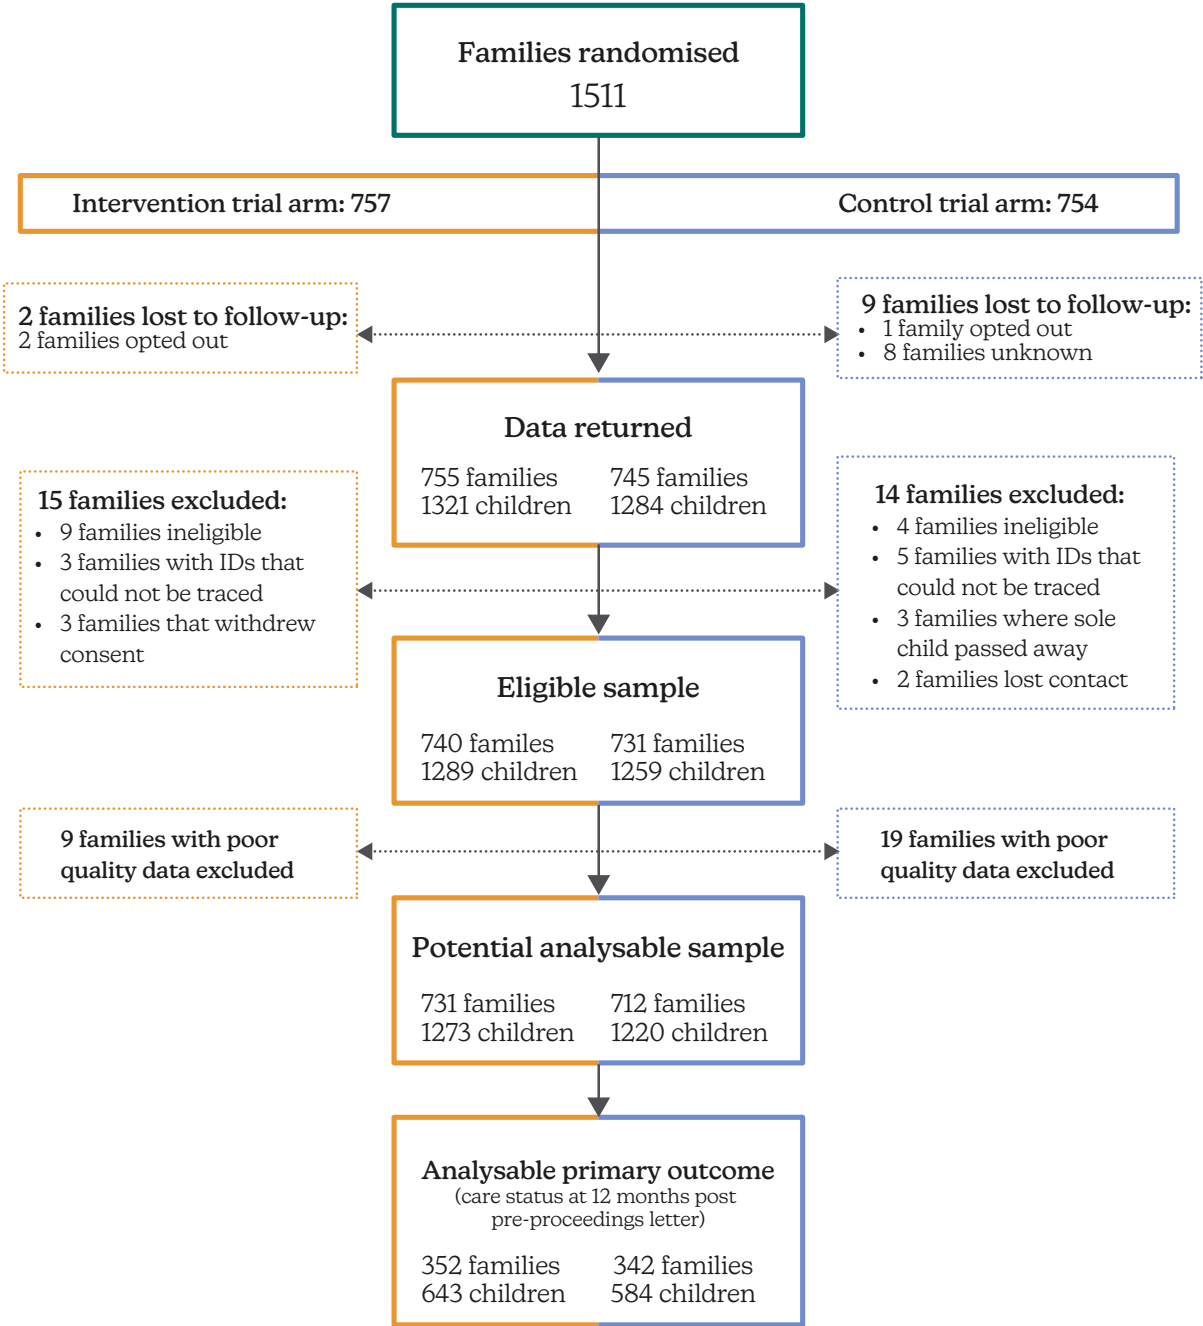 Families randomised
1511
Intervention trial arm: 757
Control trial arm: 754
2 families lost to follow-up:
2 families opted out
9 families lost to follow-up:
• 1 family opted out
• 8 families unknown
Data returned
755 families 745 families
1321 children 1284 children
15 families excluded:
• 9 families ineligible
• 3 families with IDs that
could not be traced
• 3 families that withdrew
consent
14 families excluded:
• 4 families ineligible
• 5 families with IDs that
could not be traced
• 3 families where sole
child passed away
• 2 families lost contact
Eligible sample
740 familes 731 families
1289 children 1259 children
9 families with poor
quality data excluded
19 families with poor
quality data excluded
Potential analysable sample
731 families 712 families
1273 children 1220 children
Analysable primary outcome
(care status at 12 months post
pre-proceedings letter)
352 families 342 families
643 children 584 children